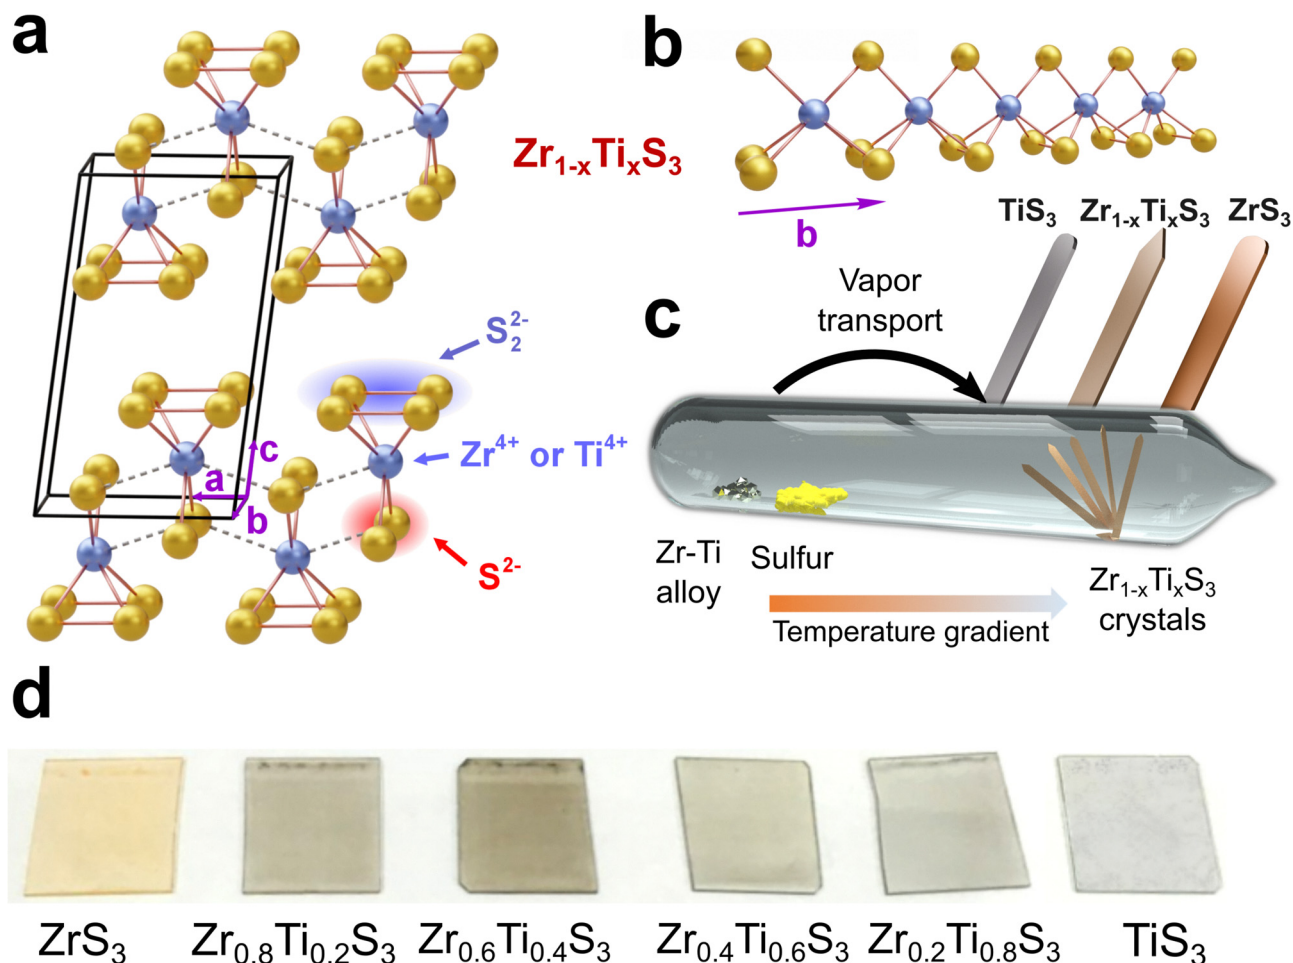 a
Zr₁₋ₓTiₓS₃
S₂²⁻
Zr⁴⁺ or Ti⁴⁺
S²⁻
c
a
b
b
b
TiS₃
Zr₁₋ₓTiₓS₃
ZrS₃
c
Vapor
transport
Zr-Ti
alloy
Sulfur
Temperature gradient
Zr₁₋ₓTiₓS₃
crystals
d
ZrS₃
Zr₀.₈Ti₀.₂S₃
Zr₀.₆Ti₀.₄S₃
Zr₀.₄Ti₀.₆S₃
Zr₀.₂Ti₀.₈S₃
TiS₃